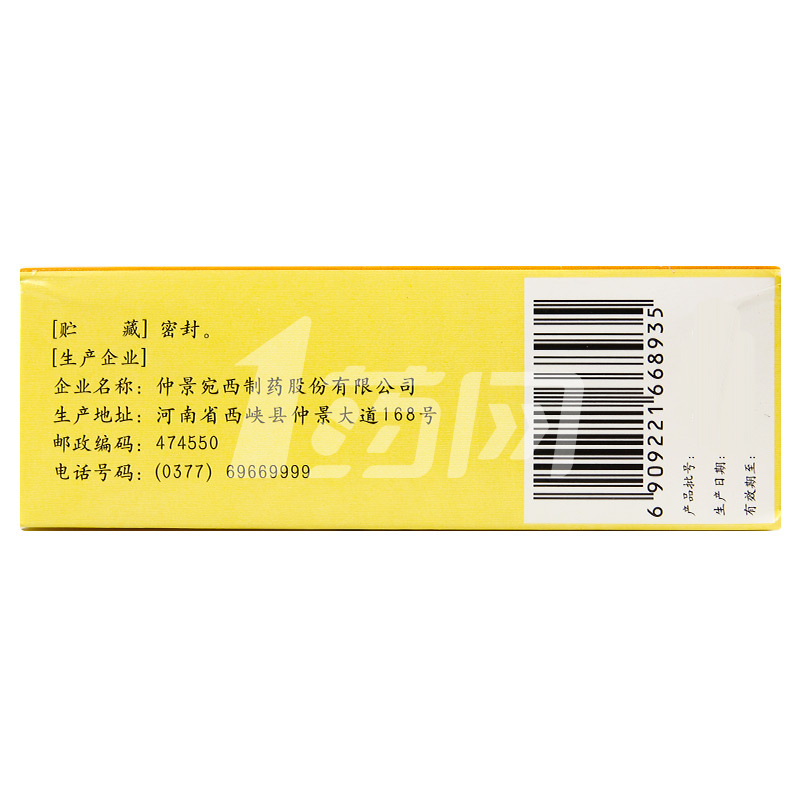 [贮 藏] 密封。
[生产企业]
企业名称: 仲景宛西制药股份有限公司
生产地址: 河南省西峡县仲景大道168号
邮政编码: 474550
电话号码: (0377) 69669999
1药网
6 909221 668935
产品批号:
生产日期:
有效期至: